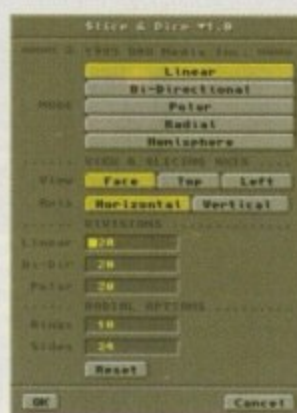 Slice & Dice v1.0
1995 Media Inc.
Linear
Bi-Directional
MODE Polar
Radial
Hemisphere
VIEW & SLICING AXIS
View Face Top Left
Axis Horizontal Vertical
DIVISIONS
Linear 20
Bi-Dir 20
Polar 20
RADIAL OPTIONS
Rings 10
Sides 24
Reset
OK Cancel